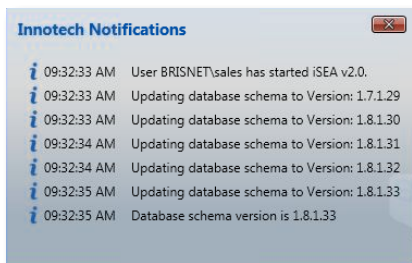 Innotech Notifications
09:32:33 AM User BRISNET\sales has started iSEA v2.0.
09:32:33 AM Updating database schema to Version: 1.7.1.29
09:32:33 AM Updating database schema to Version: 1.8.1.30
09:32:34 AM Updating database schema to Version: 1.8.1.31
09:32:34 AM Updating database schema to Version: 1.8.1.32
09:32:35 AM Updating database schema to Version: 1.8.1.33
09:32:35 AM Database schema version is 1.8.1.33